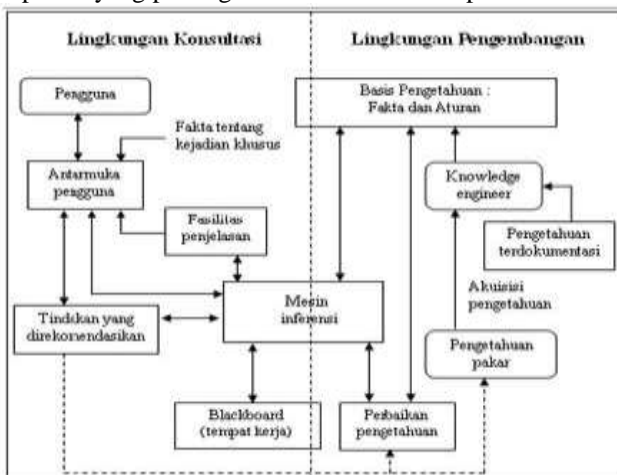 Lingkungan Konsultasi
Lingkungan Pengembangan
Pengguna
Basis Pengetahuan :
Fakta dan Aturan
Fakta tentang
kejadian khusus
Antarmuka
pengguna
Knowledge
engineer
Fasilitas
penjelasan
Pengetahuan
terdokumentasi
Mesin
inferensi
Akuisisi
pengetahuan
Tindakan yang
direkomendasikan
Pengetahuan
pakar
Blackboard
(tempat kerja)
Perbaikan
pengetahuan